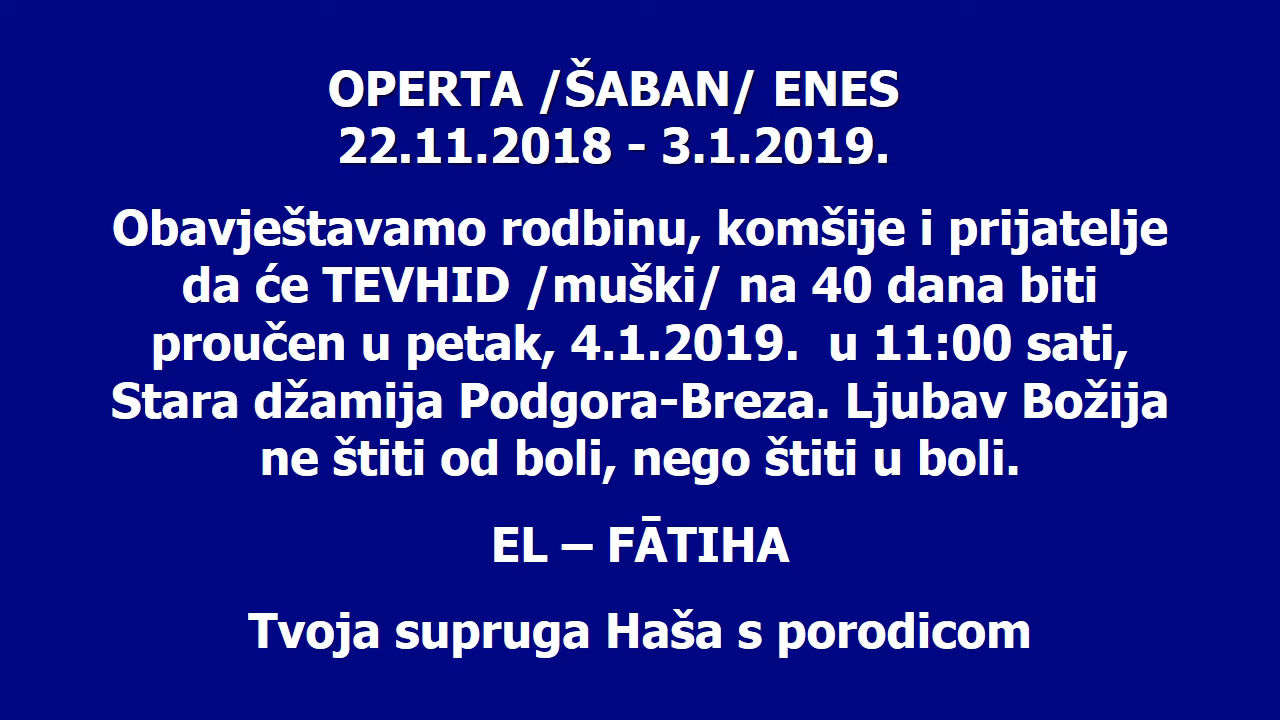 OPERTA /ŠABAN/ ENES
22.11.2018 - 3.1.2019.
Obavještavamo rodbinu, komšije i prijatelje
da će TEVHID /muški/ na 40 dana biti
proučen u petak, 4.1.2019.  u 11:00 sati,
Stara džamija Podgora-Breza. Ljubav Božija
ne štiti od boli, nego štiti u boli.
EL – FĀTIHA
Tvoja supruga Haša s porodicom